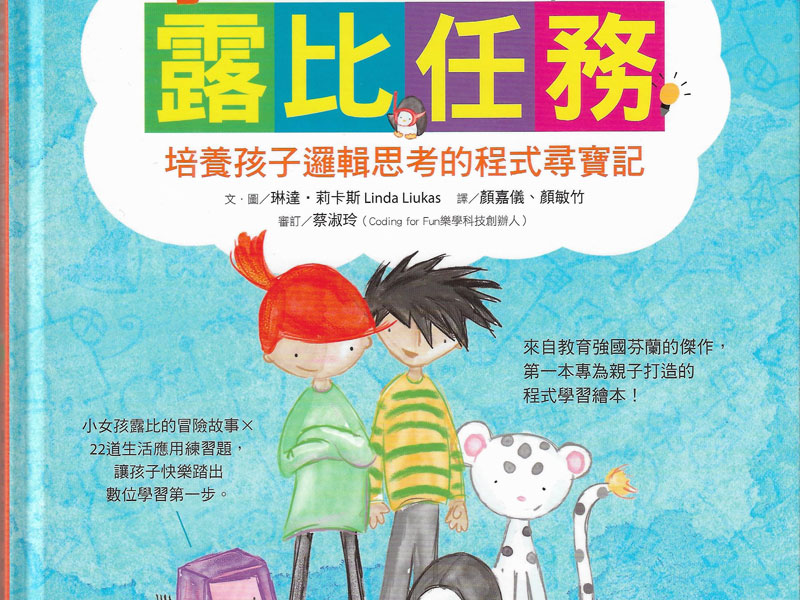 露比任務
培養孩子邏輯思考的程式尋寶記
文・圖／琳達・莉卡斯 Linda Liukas　譯／顏嘉儀、顏敏竹
審訂／蔡淑玲（Coding for Fun樂學科技創辦人）
來自教育強國芬蘭的傑作，
第一本專為親子打造的
程式學習繪本！
小女孩露比的冒險故事×
22道生活應用練習題，
讓孩子快樂踏出
數位學習第一步。